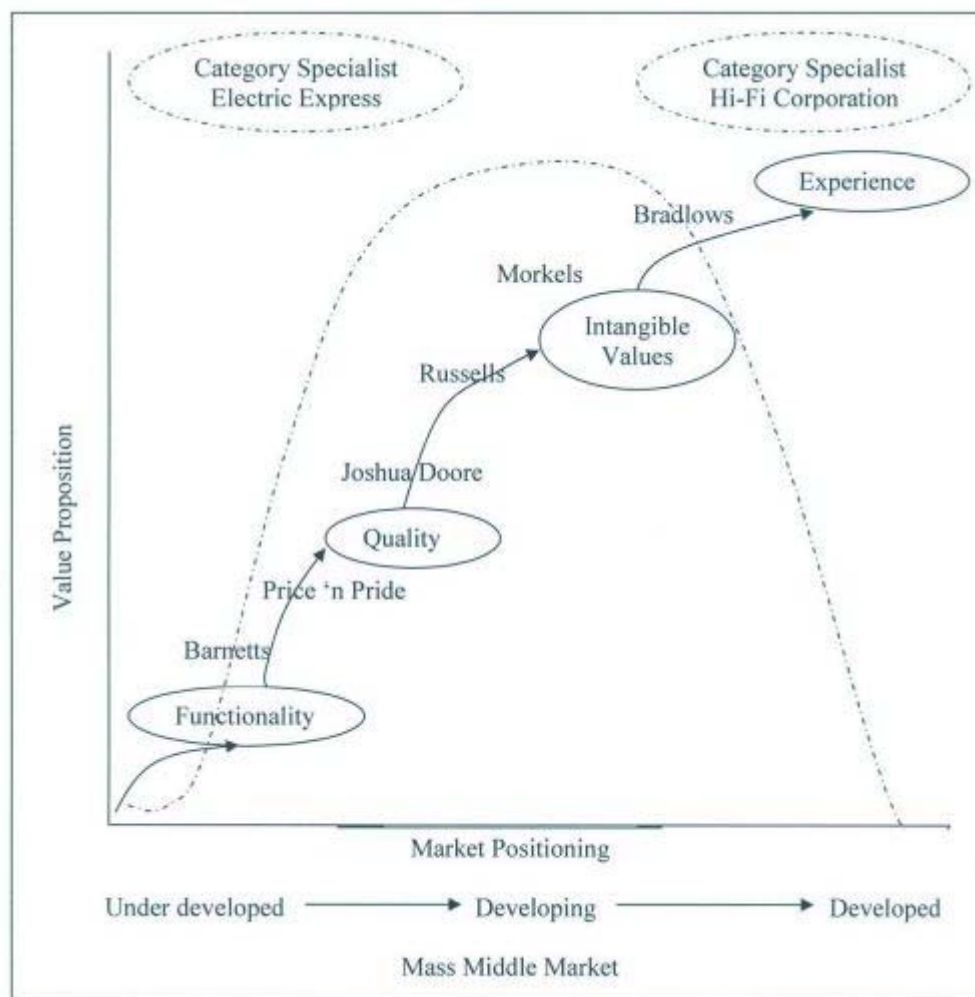 Category Specialist
Electric Express
Category Specialist
Hi-Fi Corporation
Experience
Bradlows
Morkels
Intangible
Values
Russells
Joshua Doore
Quality
Price ‘n Pride
Barnetts
Functionality
Value Proposition
Market Positioning
Under developed
Developing
Developed
Mass Middle Market